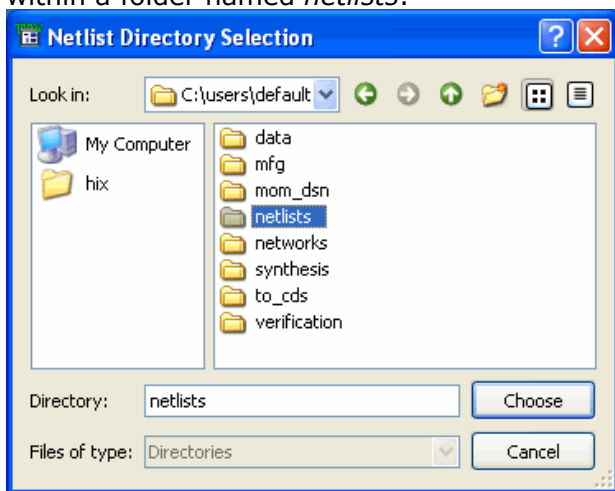 within a folder named netlists:
Netlist Directory Selection
Look in: C:\users\default
My Computer
hix
data
mfg
mom_dsn
netlists
networks
synthesis
to_cds
verification
Directory: netlists Choose
Files of type: Directories Cancel